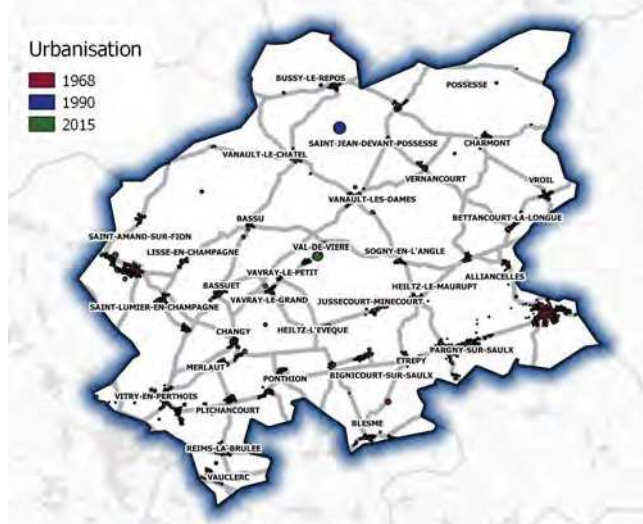 Urbanisation
1968
1990
2015
BUSSY-LE-REPOS
POSSESSE
SAINT-JEAN-DEVANT-POSSESSE
CHARMONT
VANAULT-LE-CHATEL
VERNANCOURT
VROIL
VANAULT-LES-DAMES
BETTANCOURT-LA-LONGUE
BASSU
SAINT-AMAND-SUR-FION
VAL-DE-VIERE
LISSE-EN-CHAMPAGNE
SOGNY-EN-L'ANGLE
VAVRAY-LE-PETIT
ALLIANCELLES
BASSUET
HEILTZ-LE-MAURUPT
SAINT-LUMIER-EN-CHAMPAGNE
VAVRAY-LE-GRAND
JUSSECOURT-MINECOURT
CHANGY
HEILTZ-L'EVEQUE
PARGNY-SUR-SAULX
MERLAUT
ETREPY
PONTHION
BIGNICOURT-SUR-SAULX
VITRY-EN-PERTHOIS
PLICHANCOURT
BLESME
REIMS-LA-BRULEE
VAUCLERC